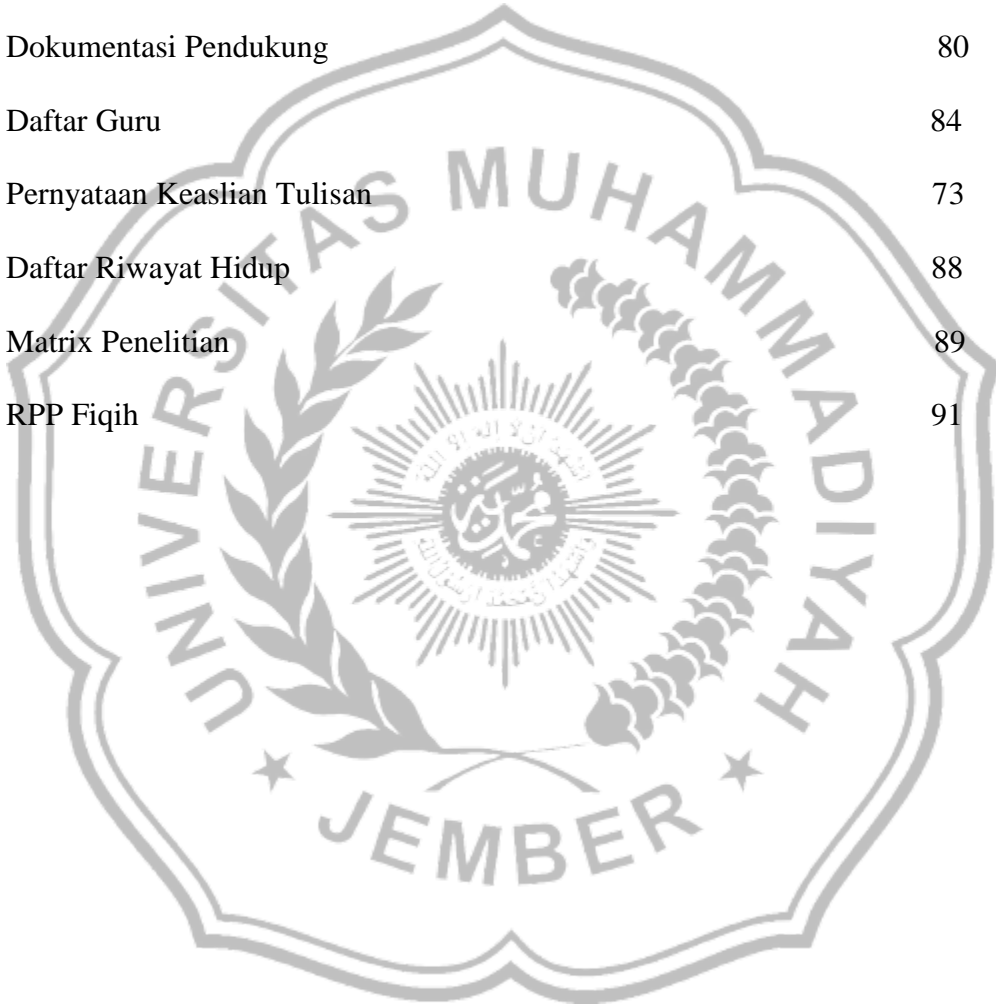 Dokumentasi Pendukung 80
Daftar Guru 84
Pernyataan Keaslian Tulisan 73
Daftar Riwayat Hidup 88
Matrix Penelitian 89
RPP Fiqih 91
UNIVERSITAS MUHAMMADIYAH
JEMBER